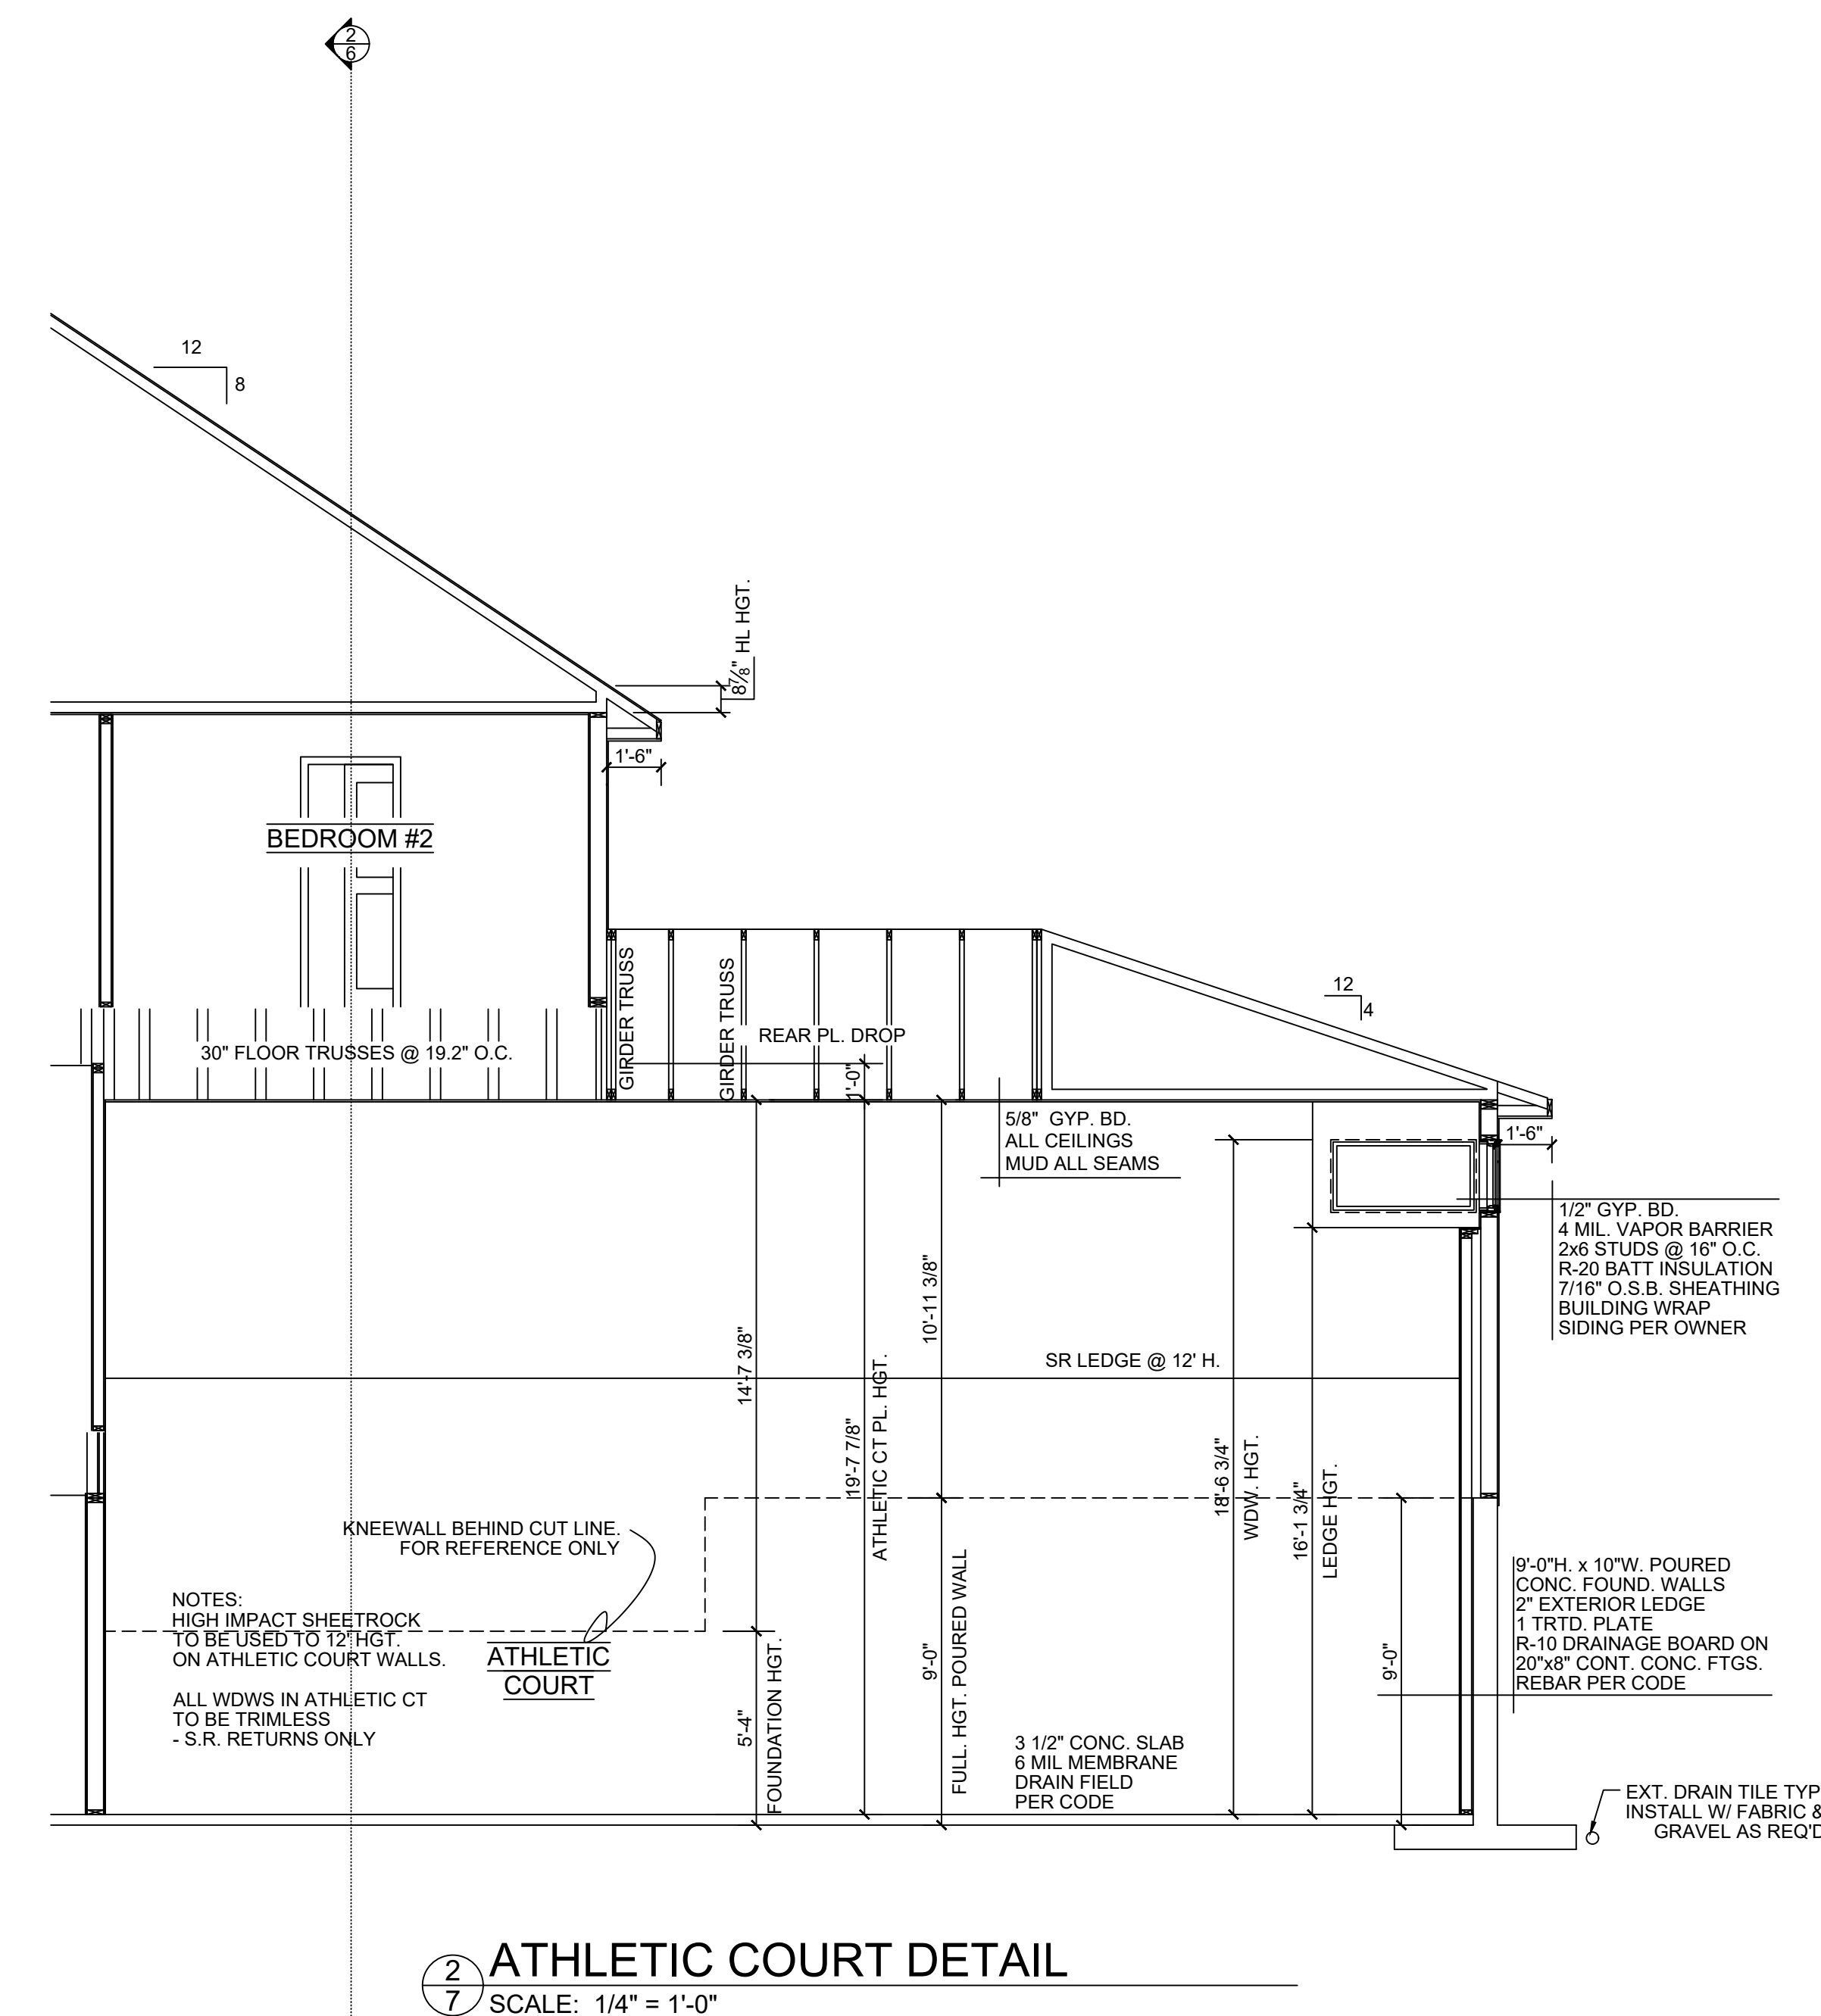 2
6
12
8
8⅞" HL HGT.
1'-6"
BEDROOM #2
GIRDER TRUSS
GIRDER TRUSS
12
4
REAR PL. DROP
30" FLOOR TRUSSES @ 19.2" O.C.
1'-0"
5/8" GYP. BD.
ALL CEILINGS
MUD ALL SEAMS
1'-6"
1/2" GYP. BD.
4 MIL. VAPOR BARRIER
2x6 STUDS @ 16" O.C.
R-20 BATT INSULATION
7/16" O.S.B. SHEATHING
BUILDING WRAP
SIDING PER OWNER
14'-7 3/8"
10'-11 3/8"
SR LEDGE @ 12' H.
19'-7 7/8"
ATHLETIC CT PL. HGT.
18'-6 3/4"
WDW. HGT.
16'-1 3/4"
LEDGE HGT.
KNEEWALL BEHIND CUT LINE.
FOR REFERENCE ONLY
NOTES:
HIGH IMPACT SHEETROCK
TO BE USED TO 12' HGT.
ON ATHLETIC COURT WALLS.
ALL WDWS IN ATHLETIC CT
TO BE TRIMLESS
- S.R. RETURNS ONLY
ATHLETIC
COURT
5'-4"
FOUNDATION HGT.
9'-0"
FULL. HGT. POURED WALL
9'-0"
9'-0"H. x 10"W. POURED
CONC. FOUND. WALLS
2" EXTERIOR LEDGE
1 TRTD. PLATE
R-10 DRAINAGE BOARD ON
20"x8" CONT. CONC. FTGS.
REBAR PER CODE
3 1/2" CONC. SLAB
6 MIL MEMBRANE
DRAIN FIELD
PER CODE
EXT. DRAIN TILE TYP
INSTALL W/ FABRIC &
GRAVEL AS REQ'D
2
7
ATHLETIC COURT DETAIL
SCALE: 1/4" = 1'-0"